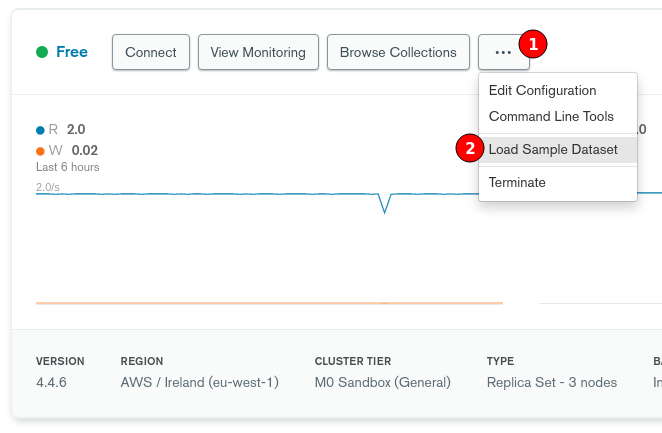 Free
Connect
View Monitoring
Browse Collections
...
1
Edit Configuration
Command Line Tools
2
Load Sample Dataset
Terminate
R 2.0
W 0.02
Last 6 hours
2.0/s
.0
VERSION
4.4.6
REGION
AWS / Ireland (eu-west-1)
CLUSTER TIER
M0 Sandbox (General)
TYPE
Replica Set - 3 nodes